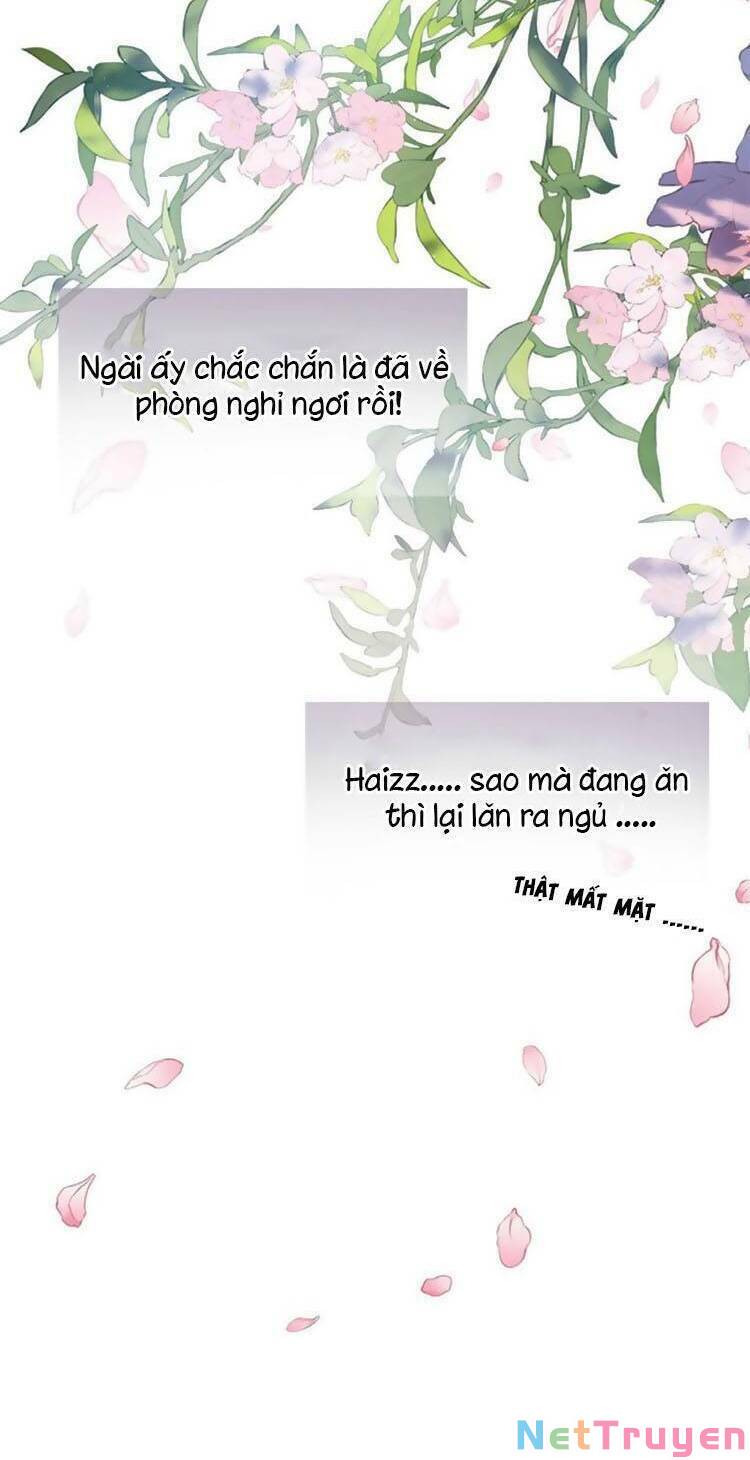 Ngài ấy chắc chắn là đã về
phòng nghỉ ngơi rồi!
Haizz..... sao mà đang ăn
thì lại lăn ra ngủ .....
THẬT MẤT MẶT ......
NetTruyen